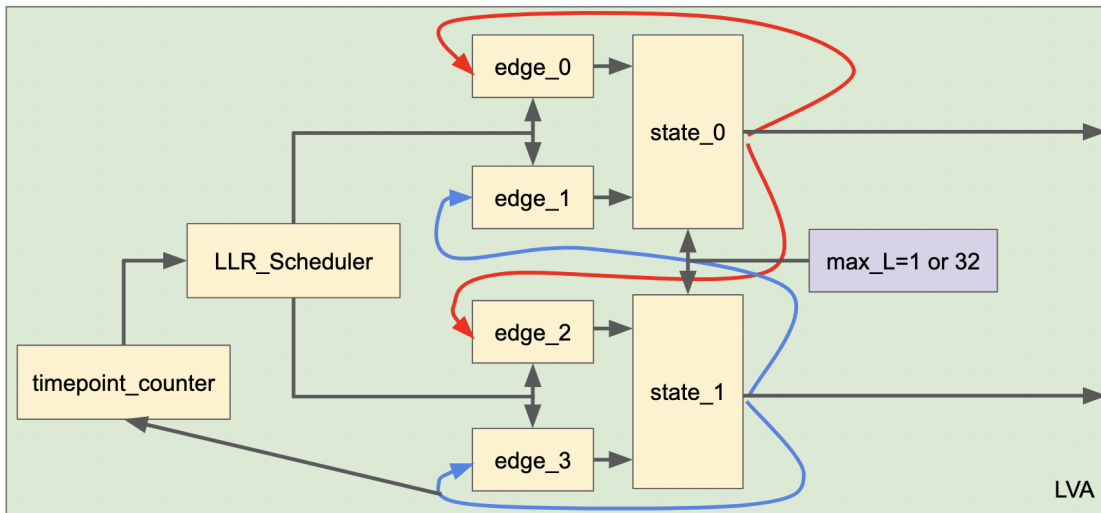 edge_0
state_0
edge_1
LLR_Scheduler
max_L=1 or 32
edge_2
timepoint_counter
state_1
edge_3
LVA